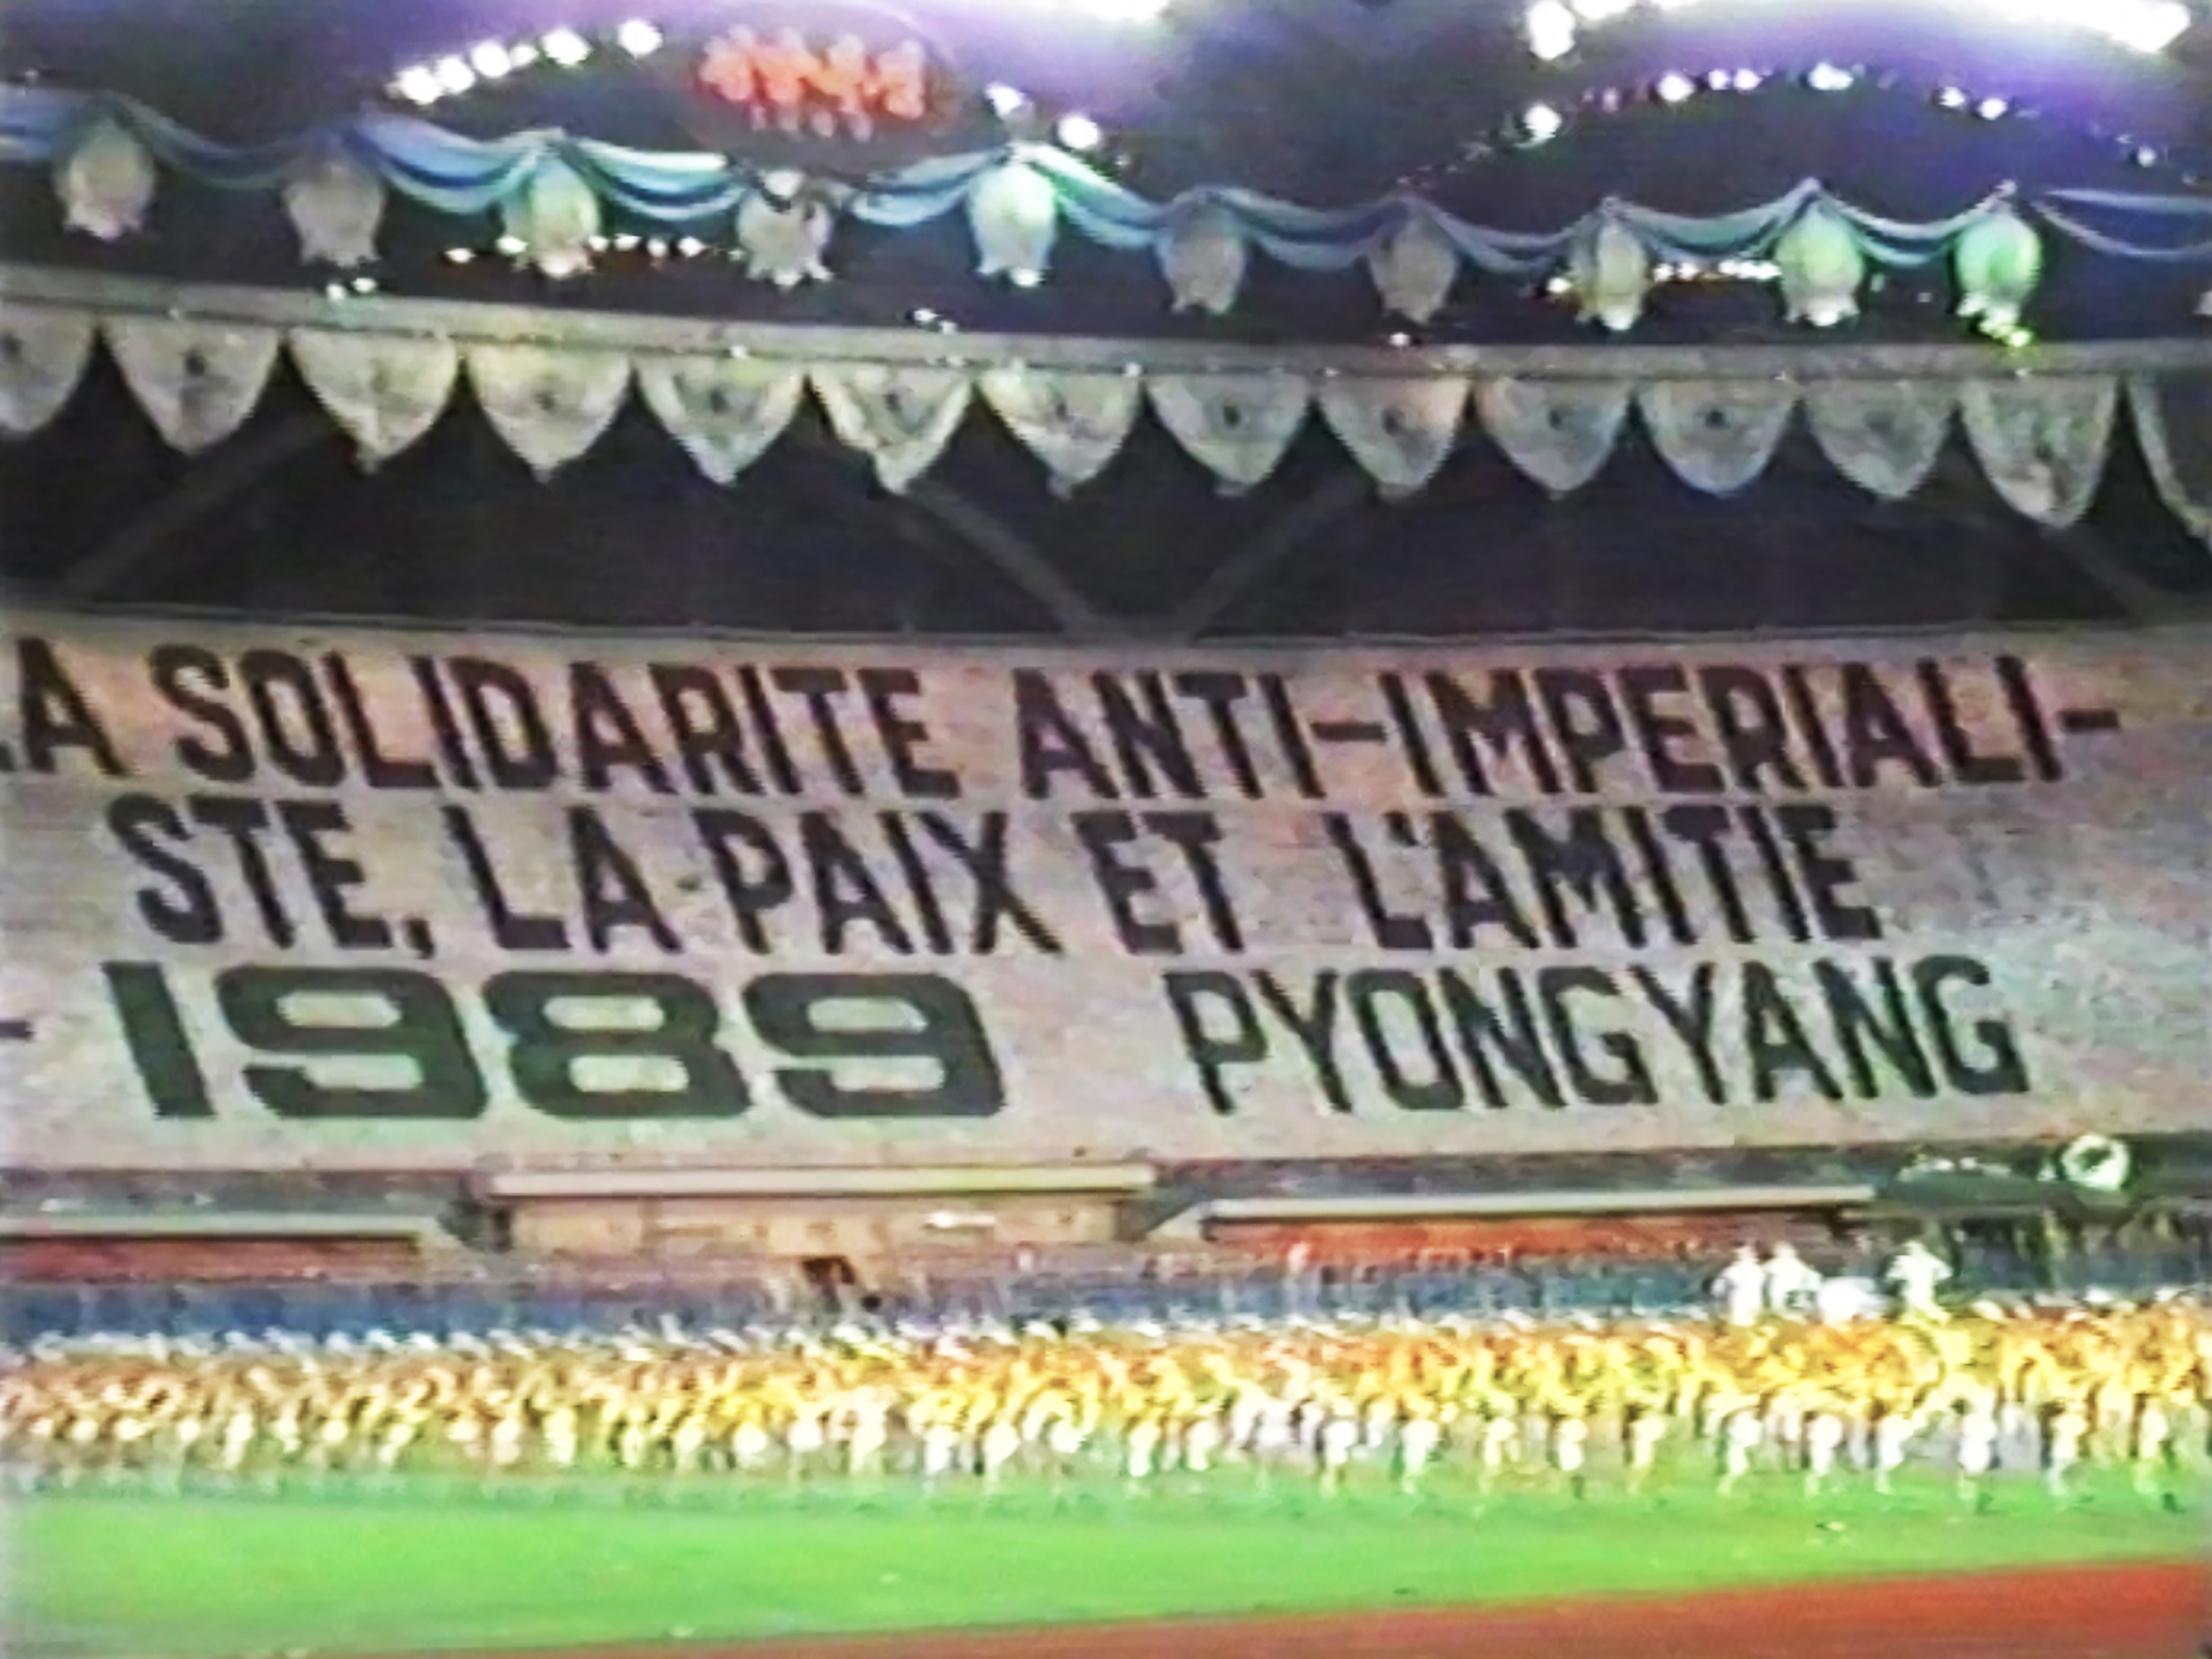 LA SOLIDARITE ANTI-IMPERIALI-
STE, LA PAIX ET L'AMITIE
1989 PYONGYANG